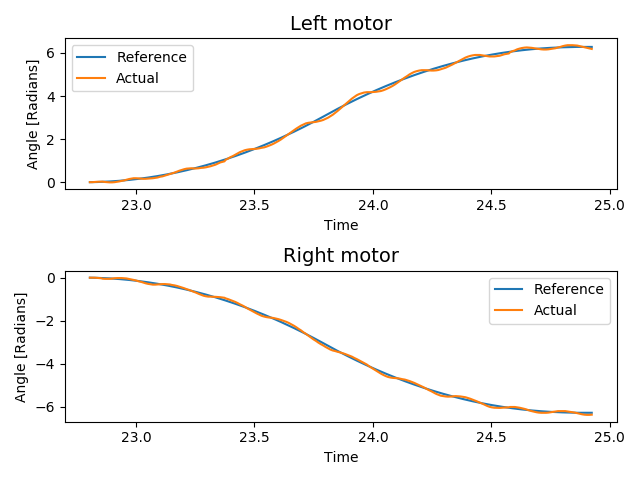 Left motor
Angle [Radians]
6
4
2
0
Reference
Actual
23.0 23.5 24.0 24.5 25.0
Time
Right motor
Angle [Radians]
0
−2
−4
−6
Reference
Actual
23.0 23.5 24.0 24.5 25.0
Time